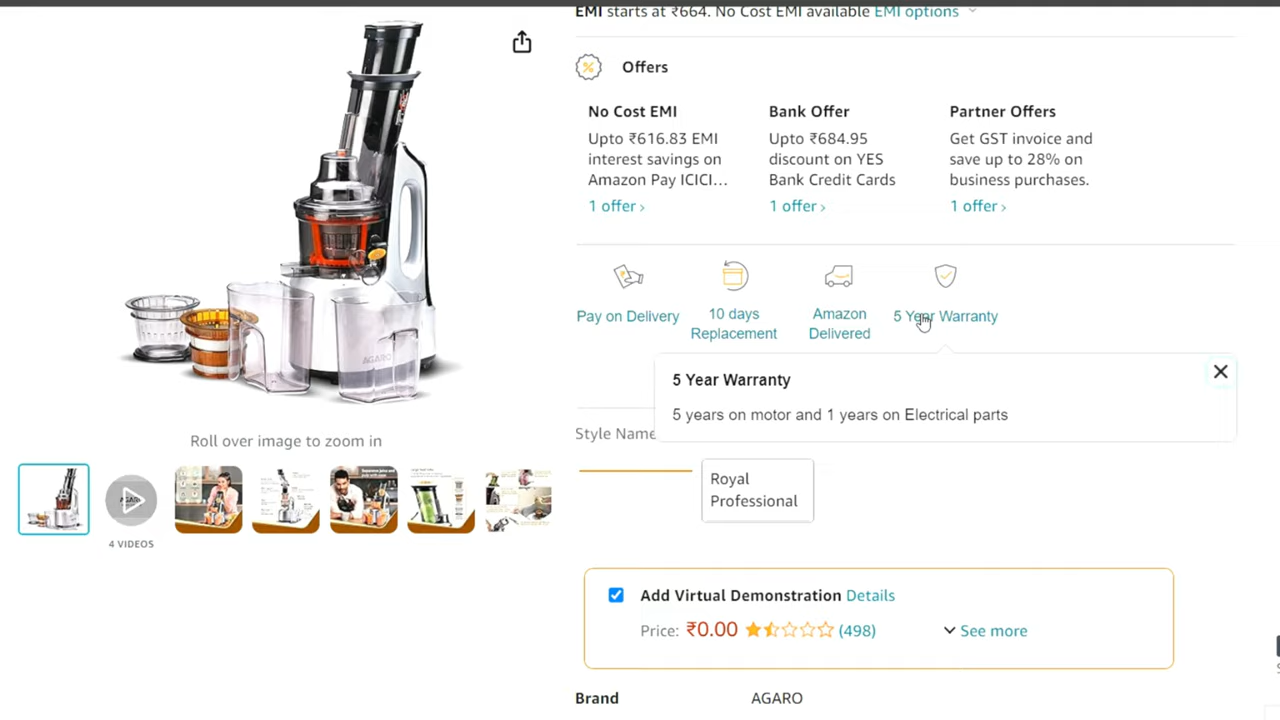 EMI starts at ₹664. No Cost EMI available EMI options
Offers
No Cost EMI
Upto ₹616.83 EMI
interest savings on
Amazon Pay ICICI...
1 offer ›
Bank Offer
Upto ₹684.95
discount on YES
Bank Credit Cards
1 offer ›
Partner Offers
Get GST invoice and
save up to 28% on
business purchases.
1 offer ›
Pay on Delivery
10 days
Replacement
Amazon
Delivered
5 Year Warranty
5 Year Warranty
5 years on motor and 1 years on Electrical parts
AGARO
Roll over image to zoom in
4 VIDEOS
Style Name
Royal
Professional
Add Virtual Demonstration Details
Price: ₹0.00 (498) See more
Brand AGARO